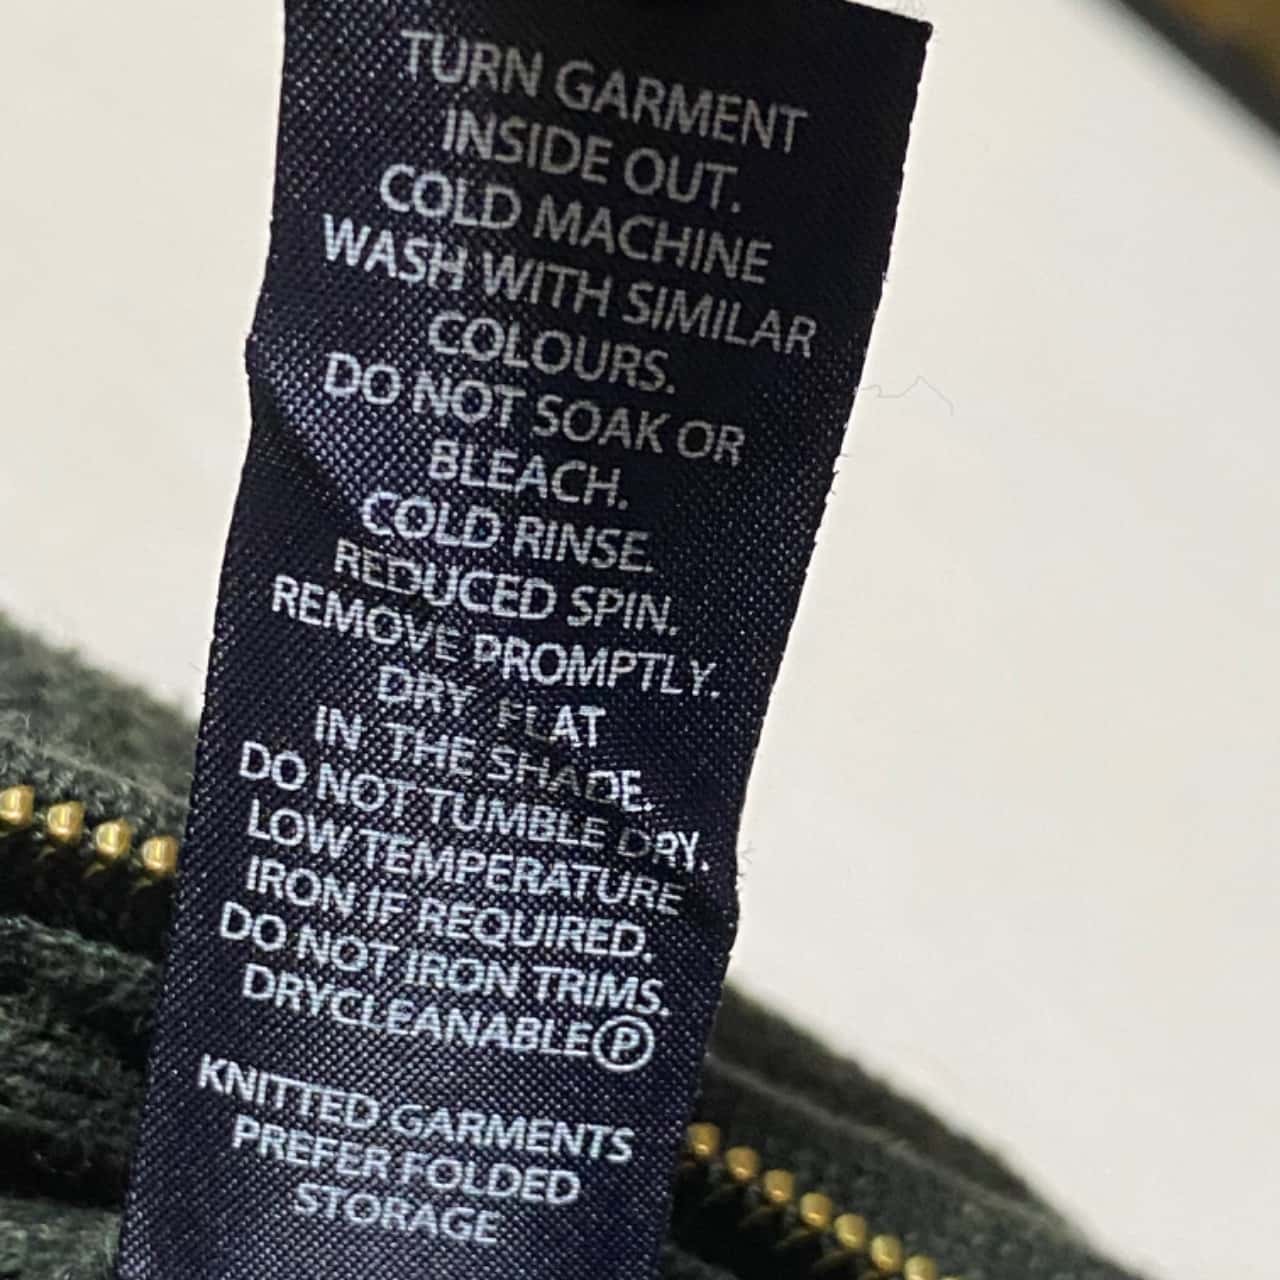 TURN GARMENT
INSIDE OUT.
COLD MACHINE
WASH WITH SIMILAR
COLOURS.
DO NOT SOAK OR
BLEACH.
COLD RINSE.
REDUCED SPIN.
REMOVE PROMPTLY.
DRY FLAT
IN THE SHADE.
DO NOT TUMBLE DRY.
LOW TEMPERATURE
IRON IF REQUIRED.
DO NOT IRON TRIMS.
DRYCLEANABLE Ⓟ
KNITTED GARMENTS
PREFER FOLDED
STORAGE